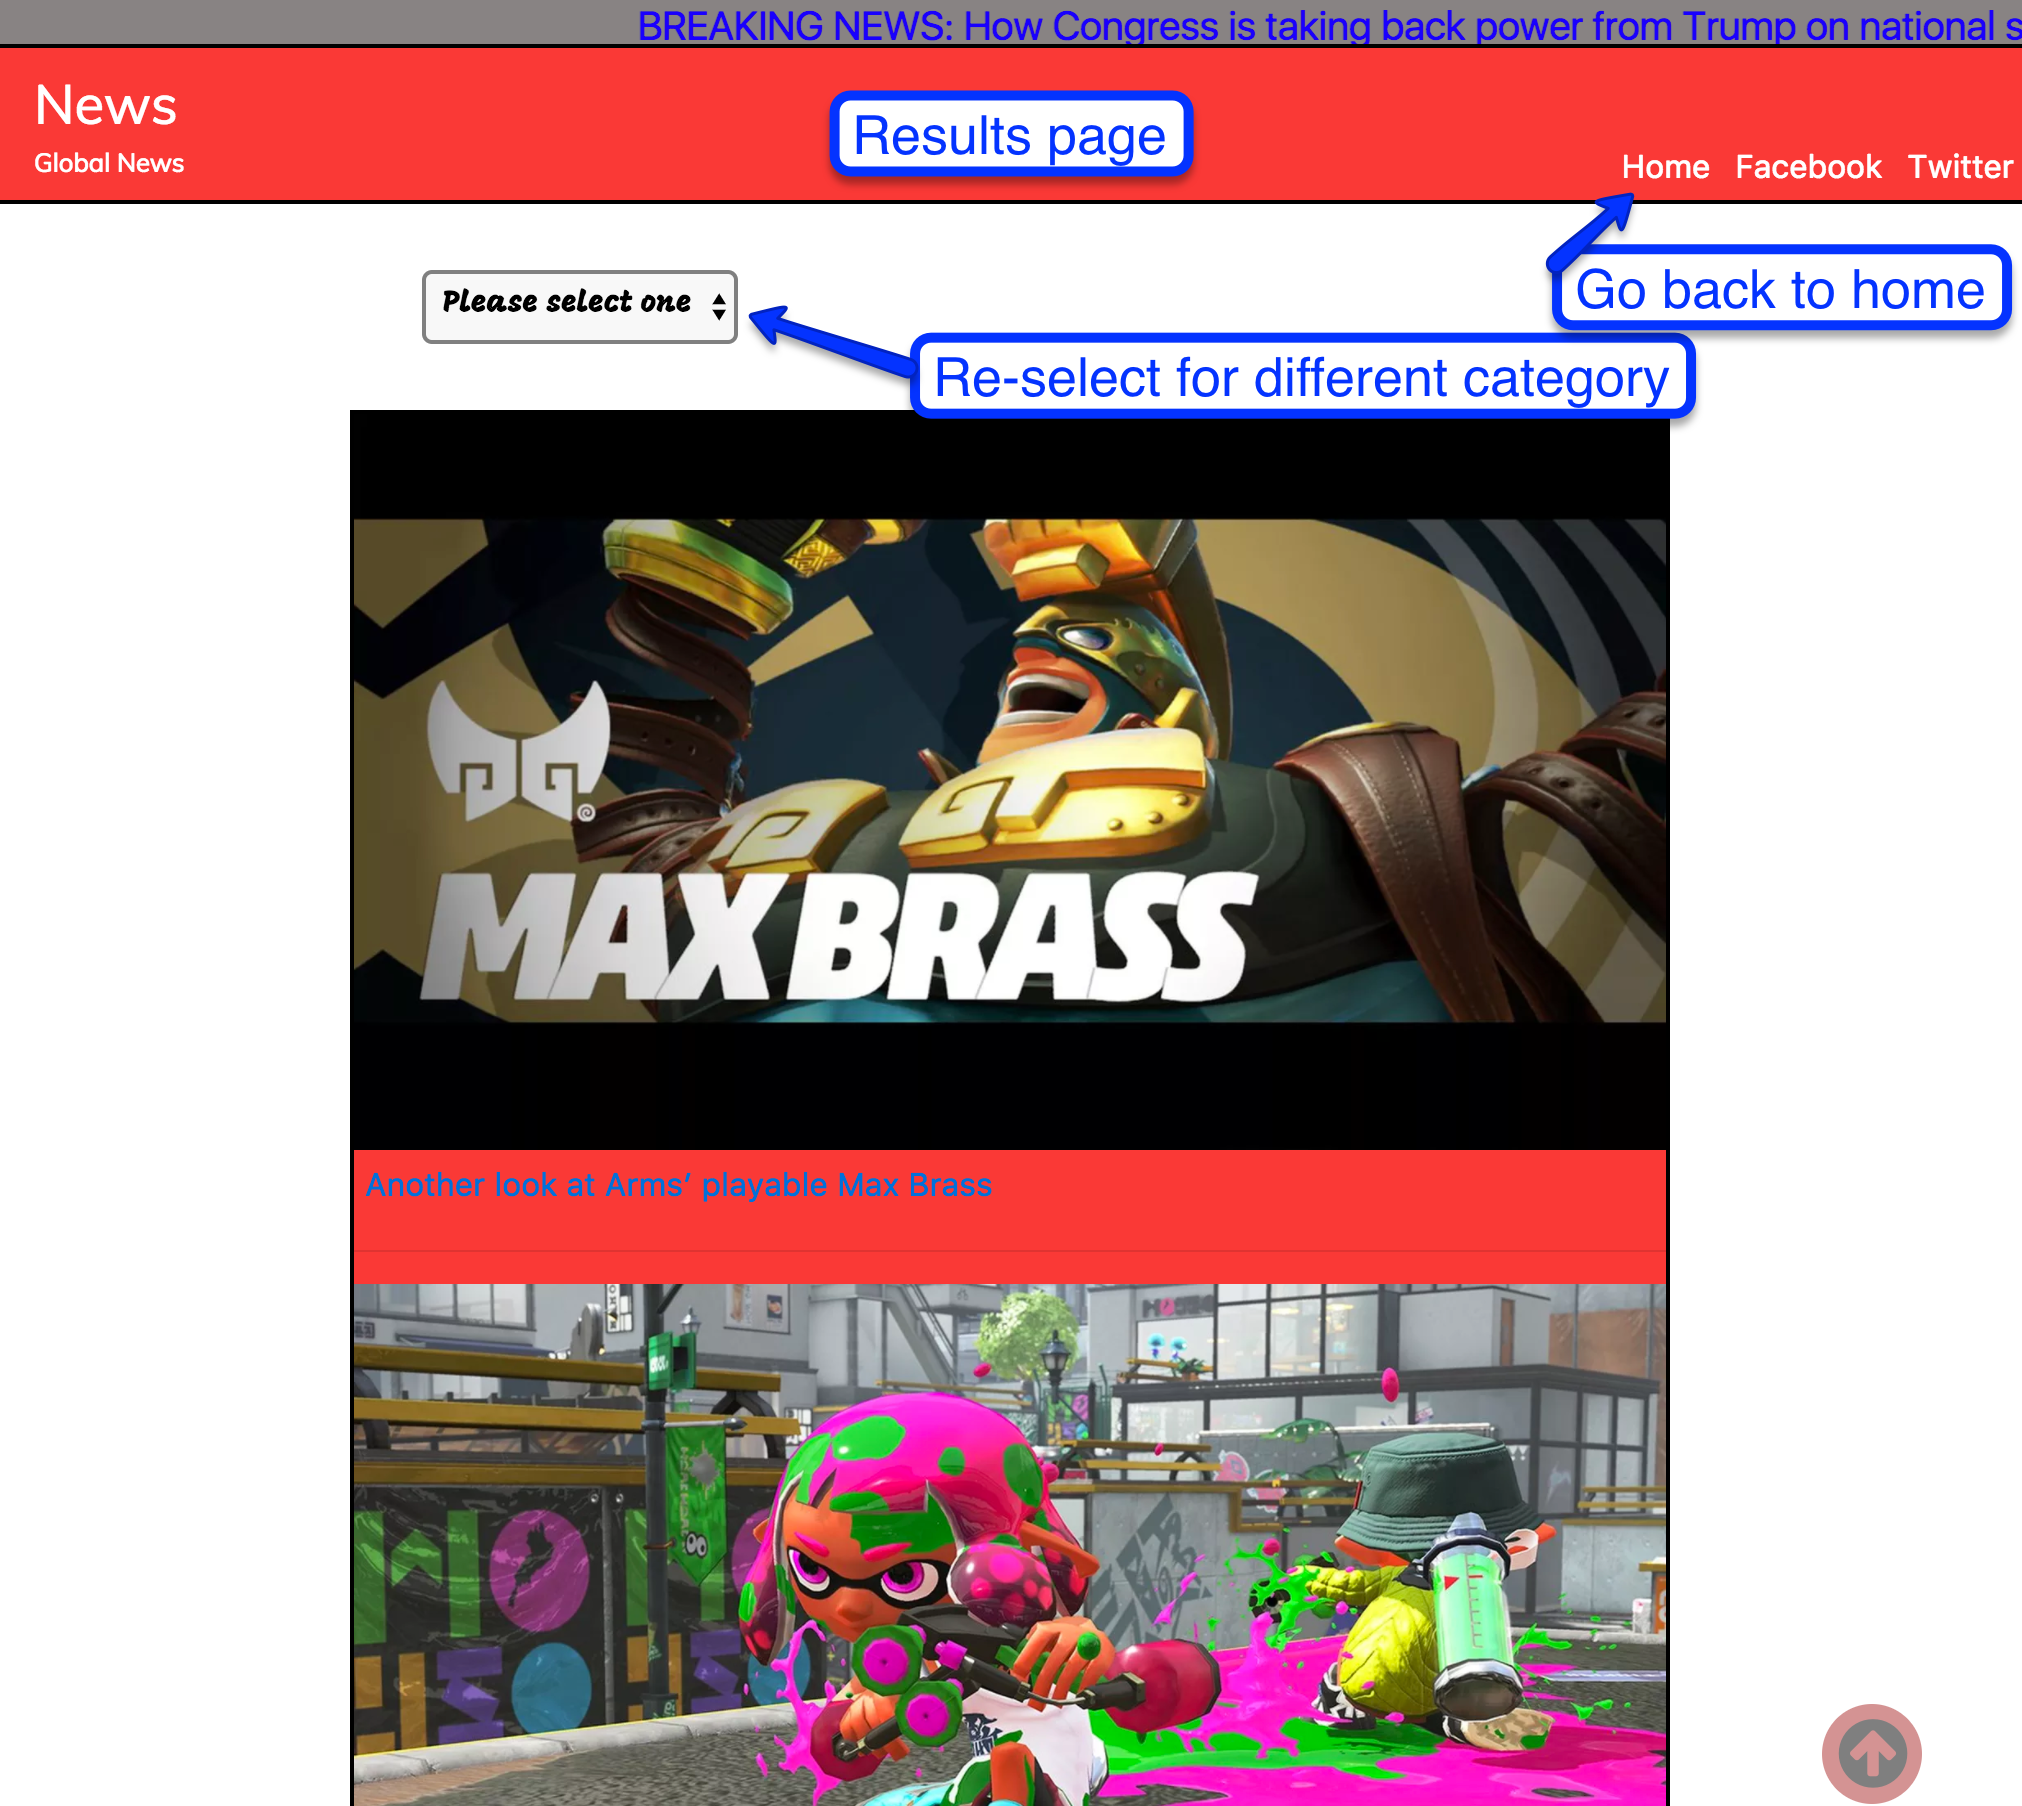 BREAKING NEWS: How Congress is taking back power from Trump on national s
News
Global News
Results page
Home Facebook Twitter
Go back to home
Please select one
Re-select for different category
MAX BRASS
Another look at Arms’ playable Max Brass